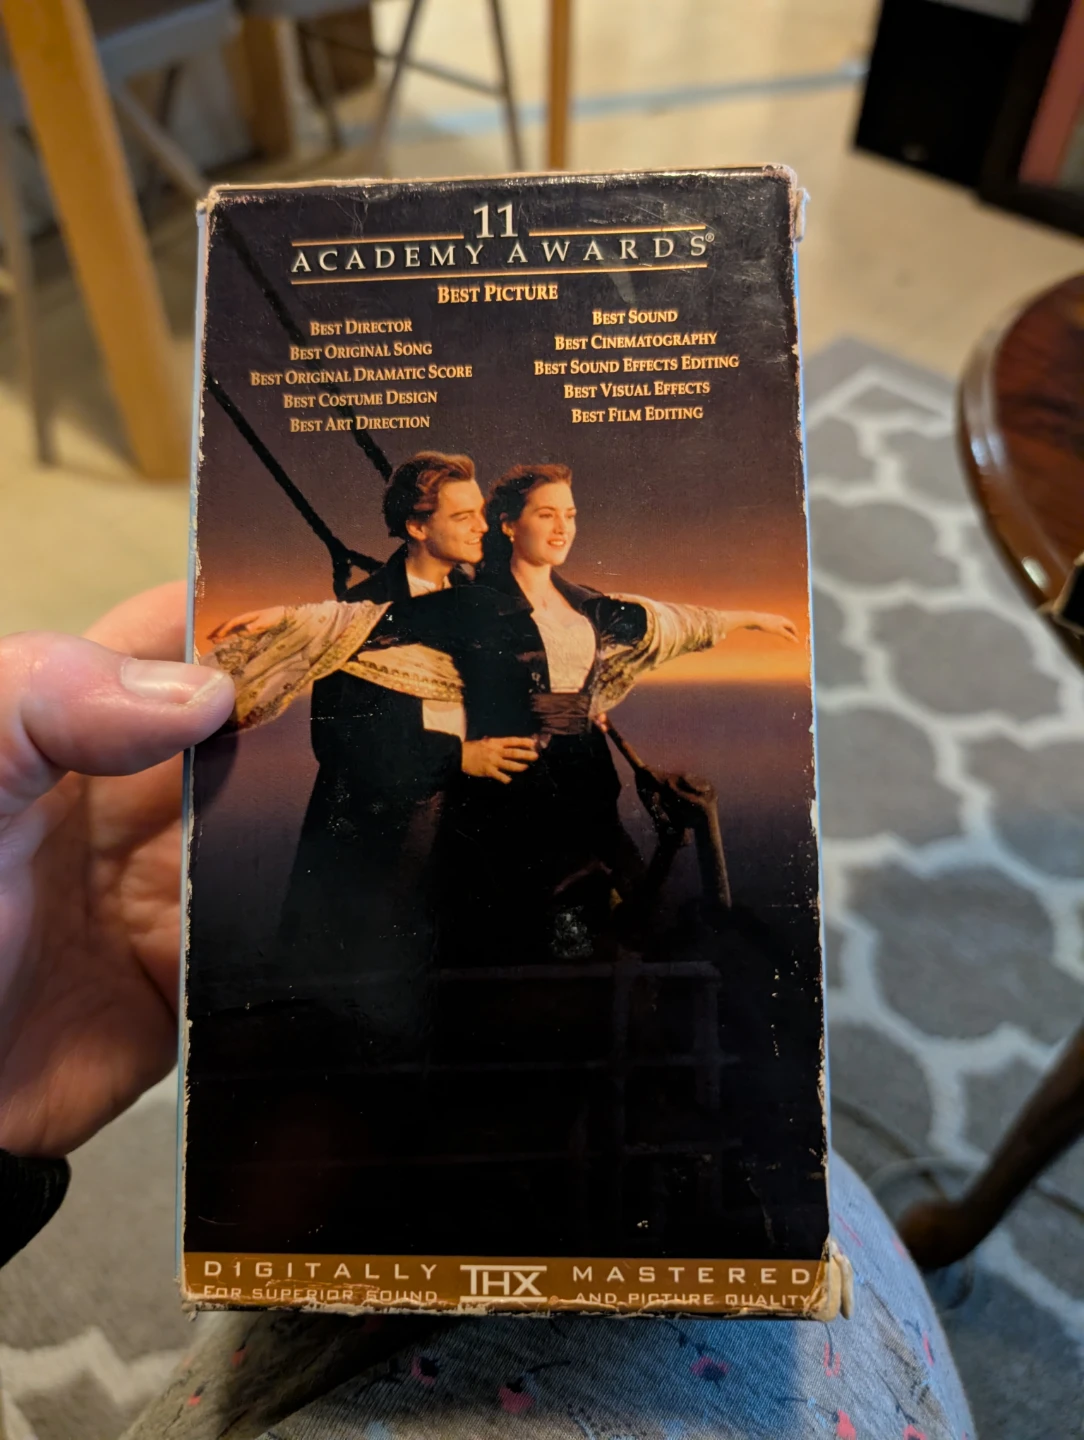 11
ACADEMY AWARDS®
BEST PICTURE
BEST DIRECTOR
BEST ORIGINAL SONG
BEST ORIGINAL DRAMATIC SCORE
BEST COSTUME DESIGN
BEST ART DIRECTION
BEST SOUND
BEST CINEMATOGRAPHY
BEST SOUND EFFECTS EDITING
BEST VISUAL EFFECTS
BEST FILM EDITING
DIGITALLY THX MASTERED
FOR SUPERIOR SOUND AND PICTURE QUALITY